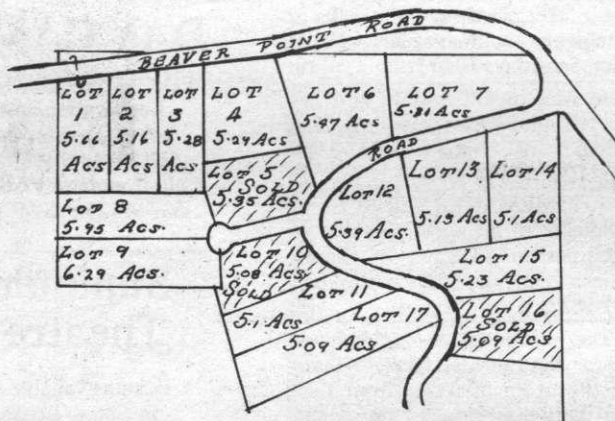 BEAVER POINT ROAD
LOT
1
5.66
Acs
LOT
2
5.16
Acs
LOT
3
5.28
Acs
LOT
4
5.29 Acs
LOT 6
5.47 Acs
LOT 7
5.21 Acs
ROAD
LOT 5
SOLD
5.35 Acs.
LOT 8
5.95 Acs.
LOT 9
6.29 Acs.
LOT 12
5.39 Acs.
LOT 13
5.13 Acs
LOT 14
5.1 Acs
LOT 10
5.08 Acs
SOLD
LOT 11
5.1 Acs
LOT 15
5.23 Acs.
LOT 16
SOLD
5.09 Acs
LOT 17
5.09 Acs